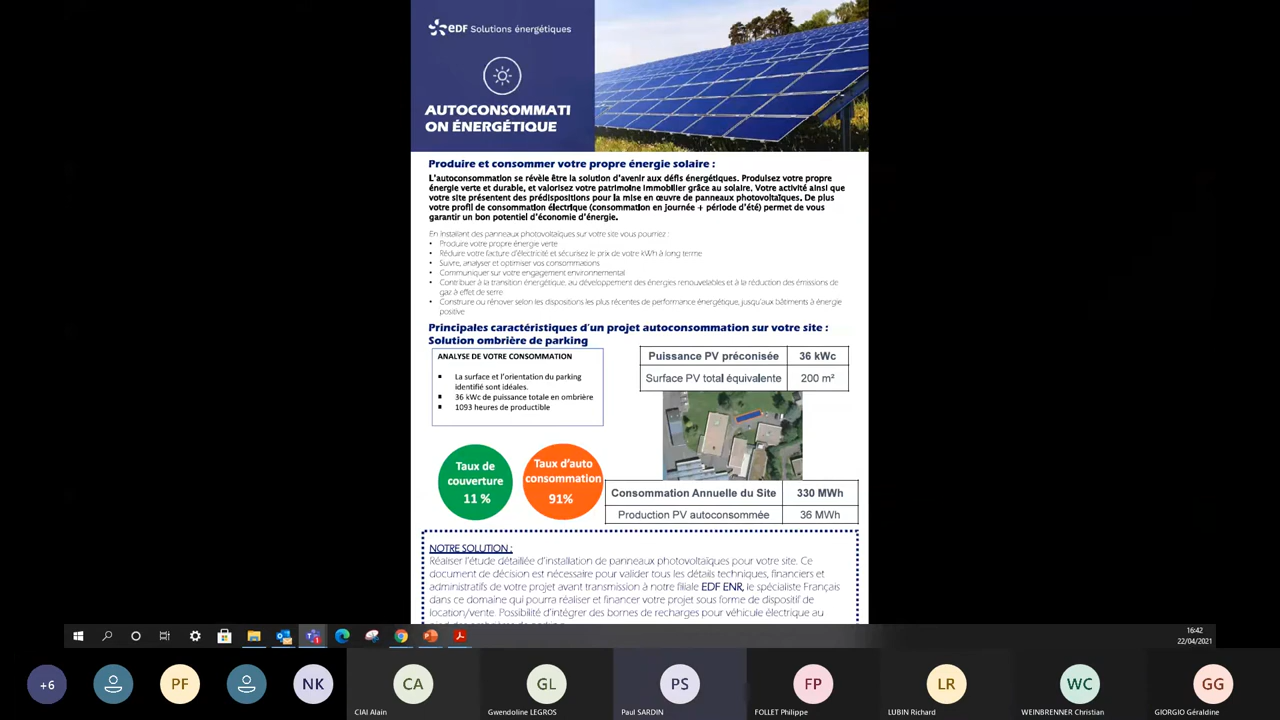 eDF Solutions énergétiques
AUTOCONSOMMATI
ON ÉNERGÉTIQUE
Produire et consommer votre propre énergie solaire :
L'autoconsommation se révèle être la solution d'avenir aux défis énergétiques. Produisez votre propre
énergie verte et durable, et valorisez votre patrimoine immobilier grâce au solaire. Votre activité ainsi que
votre site présentent des prédispositions pour la mise en œuvre de panneaux photovoltaïques. De plus
votre profil de consommation électrique (consommation en journée + période d'été) permet de vous
garantir un bon potentiel d'économie d'énergie.
En installant des panneaux photovoltaïques sur votre site vous pourrez :
• Produire votre propre énergie verte
• Réduire votre facture d'électricité et sécurisez le prix de votre kWh à long terme
• Suivre, analyser et optimiser vos consommations
• Communiquer sur votre engagement environnemental
• Contribuer à la transition énergétique, au développement des énergies renouvelables et à la réduction des émissions de
gaz à effet de serre
• Construire ou rénover selon les dispositions les plus récentes de performance énergétique, jusqu'aux bâtiments à énergie
positive
Principales caractéristiques d'un projet autoconsommation sur votre site :
Solution ombrière de parking
ANALYSE DE VOTRE CONSOMMATION
▪ La surface et l'orientation du parking
identifié sont idéales.
▪ 36 kWc de puissance totale en ombrière
▪ 1093 heures de productible
Puissance PV préconisée 36 kWc
Surface PV total équivalente 200 m²
Taux de
couverture
11 %
Taux d'auto
consommation
91%
Consommation Annuelle du Site 330 MWh
Production PV autoconsommée 36 MWh
NOTRE SOLUTION :
Réaliser l'étude détaillée d'installation de panneaux photovoltaïques pour votre site. Ce
document de décision est nécessaire pour valider tous les détails techniques, financiers et
administratifs de votre projet avant transmission à notre filiale EDF ENR, le spécialiste Français
dans ce domaine qui pourra réaliser et financer votre projet sous forme de dispositif de
location/vente. Possibilité d'intégrer des bornes de recharges pour véhicule électrique au
16:42
22/04/2021
+6
PF
NK
CA
CIAI Alain
GL
Gwendoline LEGROS
PS
Paul SARDIN
FP
FOLLET Philippe
LR
LUBIN Richard
WC
WEINBRENNER Christian
GG
GIORGIO Géraldine